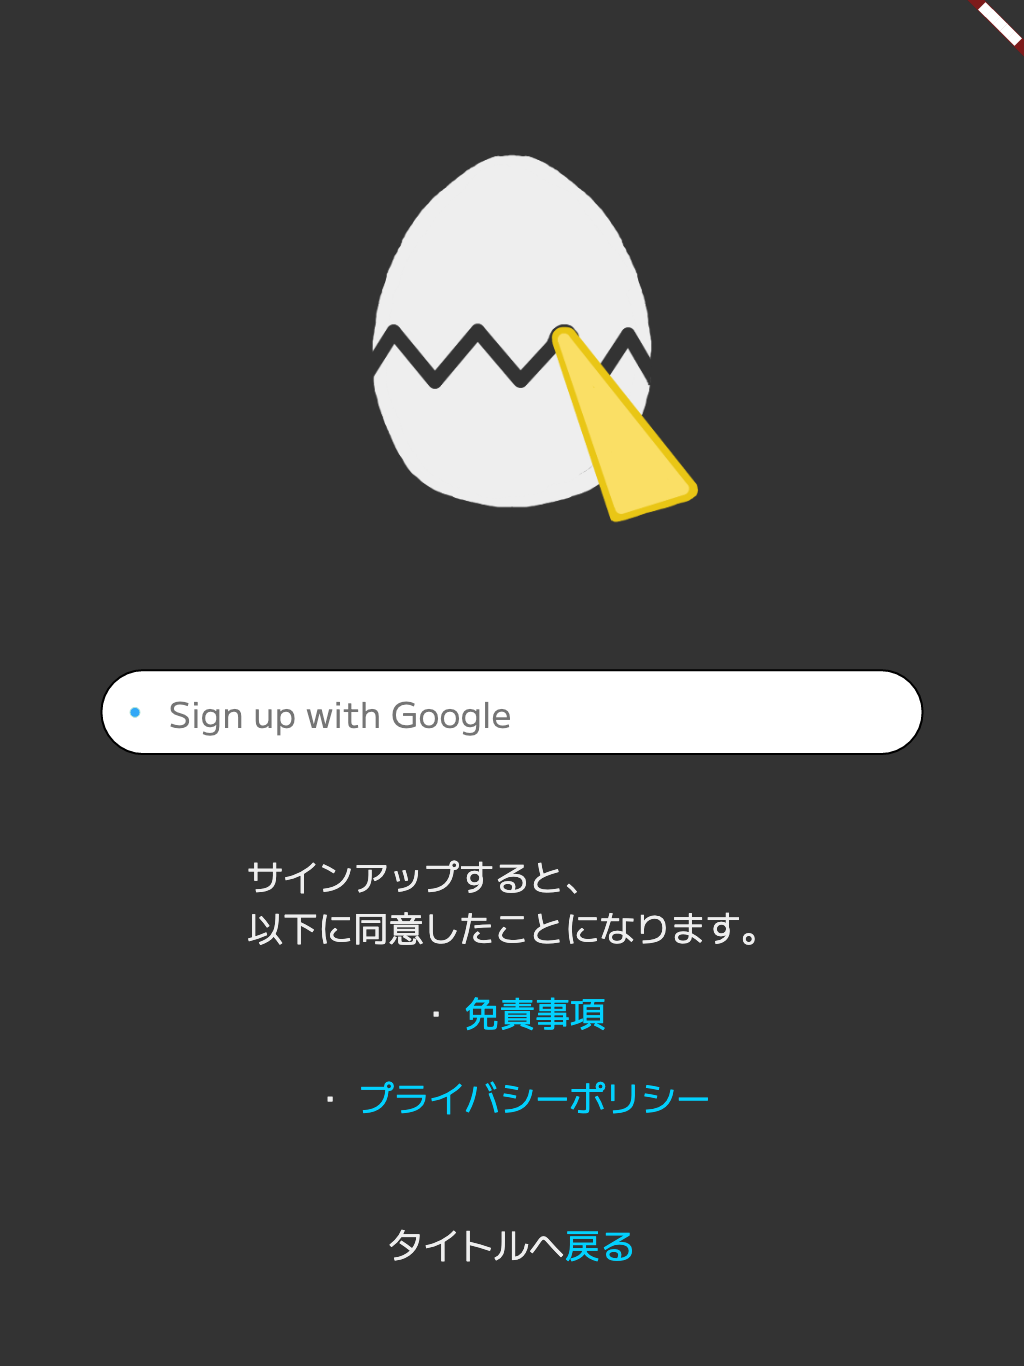 Sign up with Google
サインアップすると、
以下に同意したことになります。
・ 免責事項
・ プライバシーポリシー
タイトルへ戻る